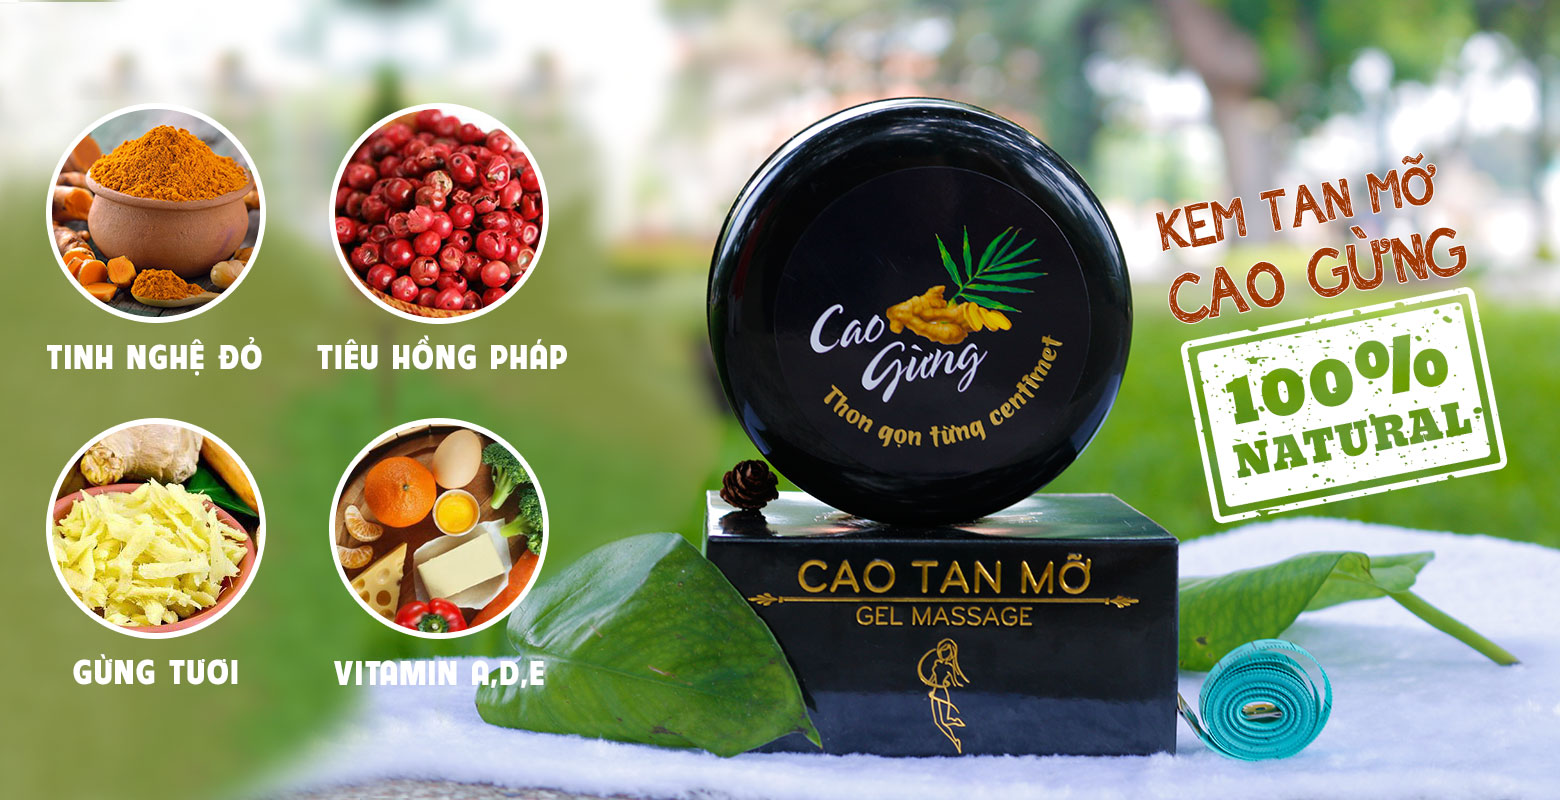 TINH NGHỆ ĐỎ
TIÊU HỒNG PHÁP
GỪNG TƯƠI
VITAMIN A,D,E
Cao
Gừng
Thon gọn từng centimet
CAO TAN MỠ
GEL MASSAGE
KEM TAN MỠ
CAO GỪNG
100%
NATURAL